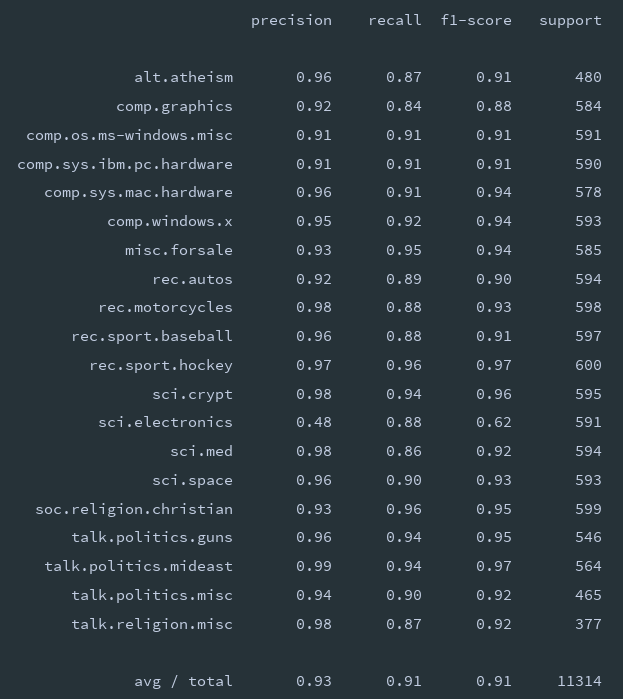 precision recall f1-score support
alt.atheism 0.96 0.87 0.91 480
comp.graphics 0.92 0.84 0.88 584
comp.os.ms-windows.misc 0.91 0.91 0.91 591
comp.sys.ibm.pc.hardware 0.91 0.91 0.91 590
comp.sys.mac.hardware 0.96 0.91 0.94 578
comp.windows.x 0.95 0.92 0.94 593
misc.forsale 0.93 0.95 0.94 585
rec.autos 0.92 0.89 0.90 594
rec.motorcycles 0.98 0.88 0.93 598
rec.sport.baseball 0.96 0.88 0.91 597
rec.sport.hockey 0.97 0.96 0.97 600
sci.crypt 0.98 0.94 0.96 595
sci.electronics 0.48 0.88 0.62 591
sci.med 0.98 0.86 0.92 594
sci.space 0.96 0.90 0.93 593
soc.religion.christian 0.93 0.96 0.95 599
talk.politics.guns 0.96 0.94 0.95 546
talk.politics.mideast 0.99 0.94 0.97 564
talk.politics.misc 0.94 0.90 0.92 465
talk.religion.misc 0.98 0.87 0.92 377
avg / total 0.93 0.91 0.91 11314